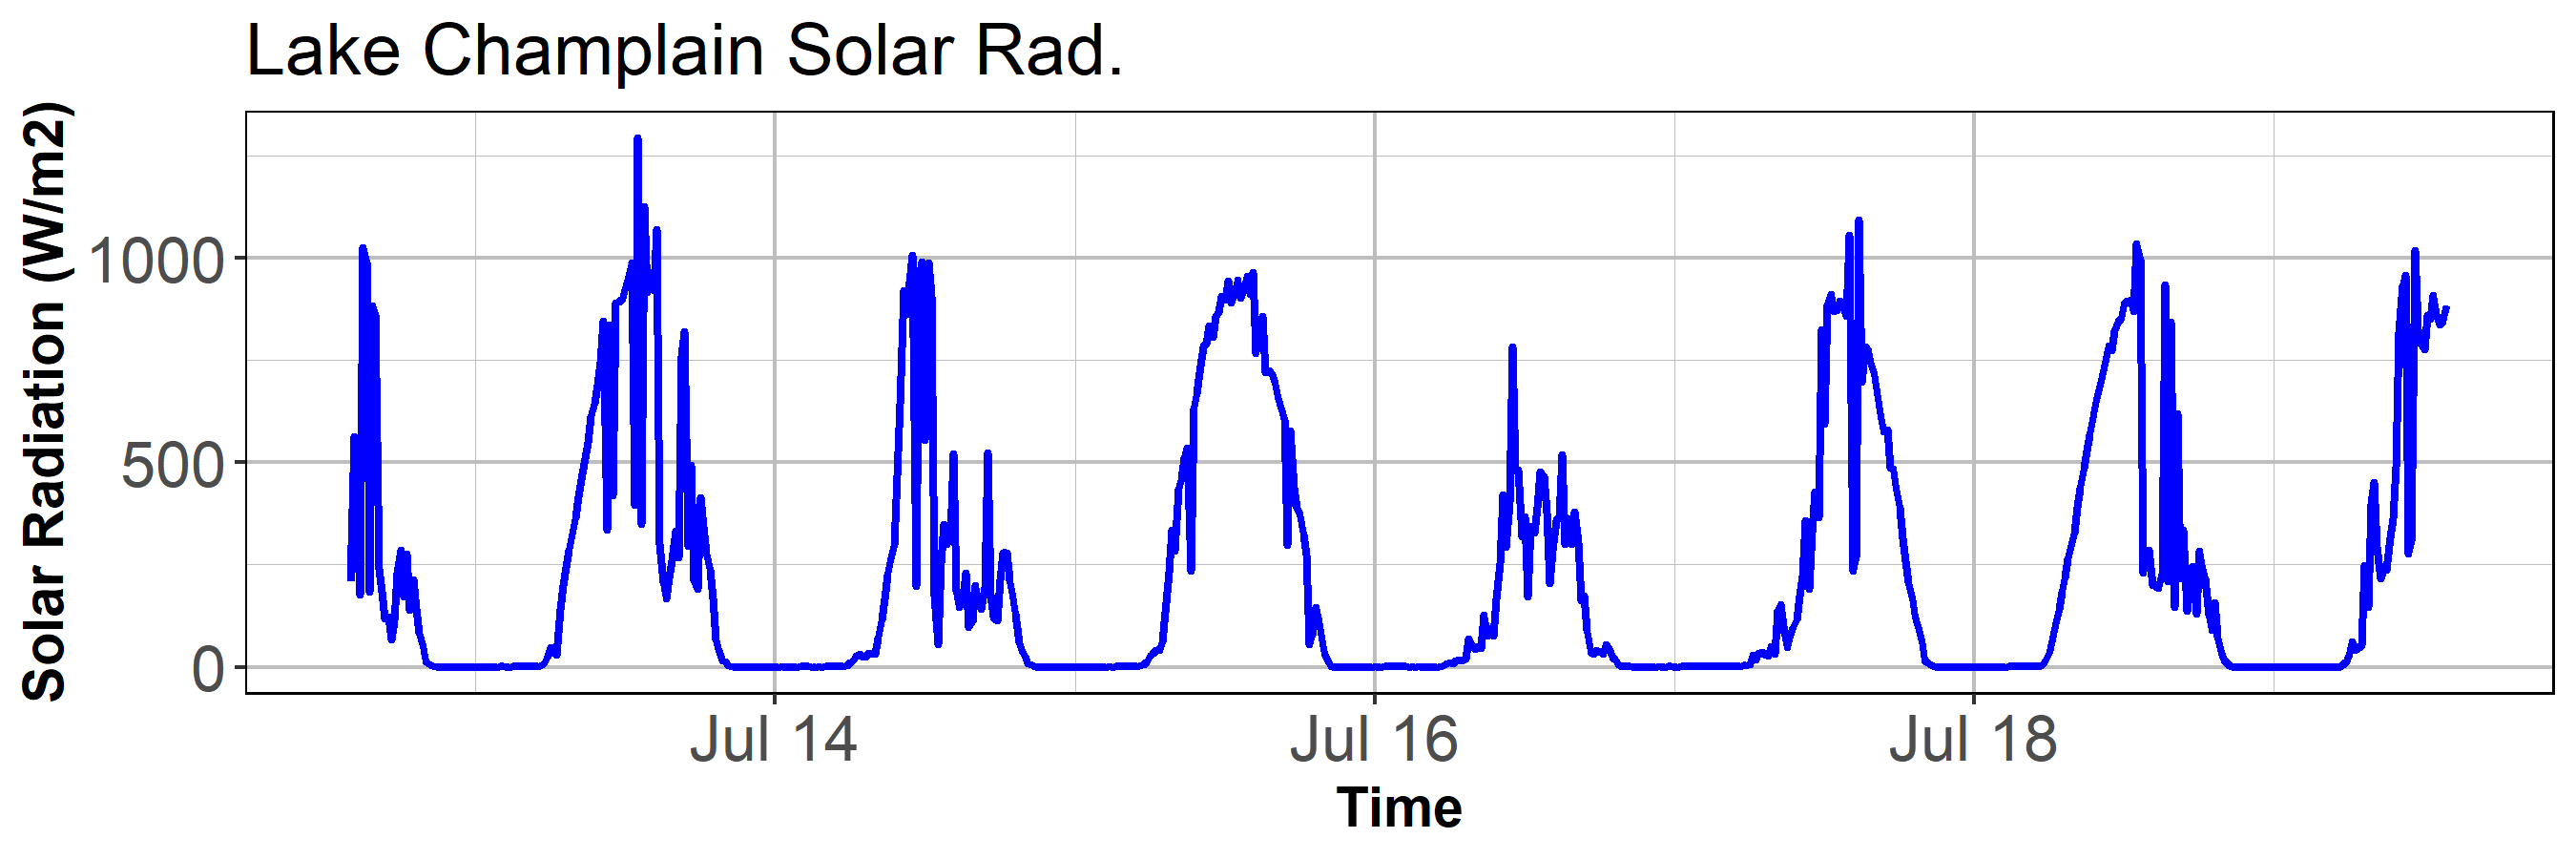 Lake Champlain Solar Rad.
Solar Radiation (W/m2)
1000
500
0
Jul 14 Jul 16 Jul 18
Time